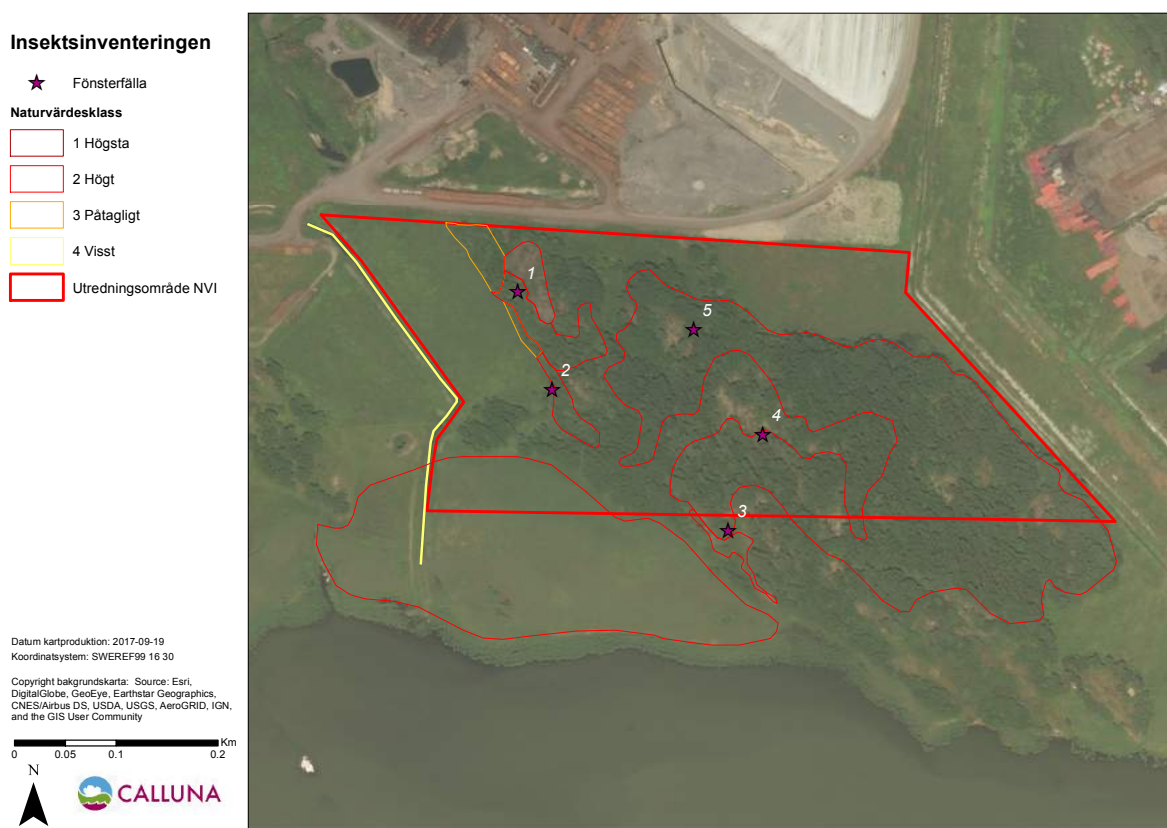 Insektsinventeringen
Fönsterfälla
Naturvärdesklass
1 Högsta
2 Högt
3 Påtagligt
4 Visst
Utredningsområde NVI
1
5
2
4
3
Datum kartproduktion: 2017-09-19
Koordinatsystem: SWEREF99 16 30
Copyright bakgrundskarta: Source: Esri,
DigitalGlobe, GeoEye, Earthstar Geographics,
CNES/Airbus DS, USDA, USGS, AeroGRID, IGN,
and the GIS User Community
Km
0 0.05 0.1 0.2
N
CALLUNA